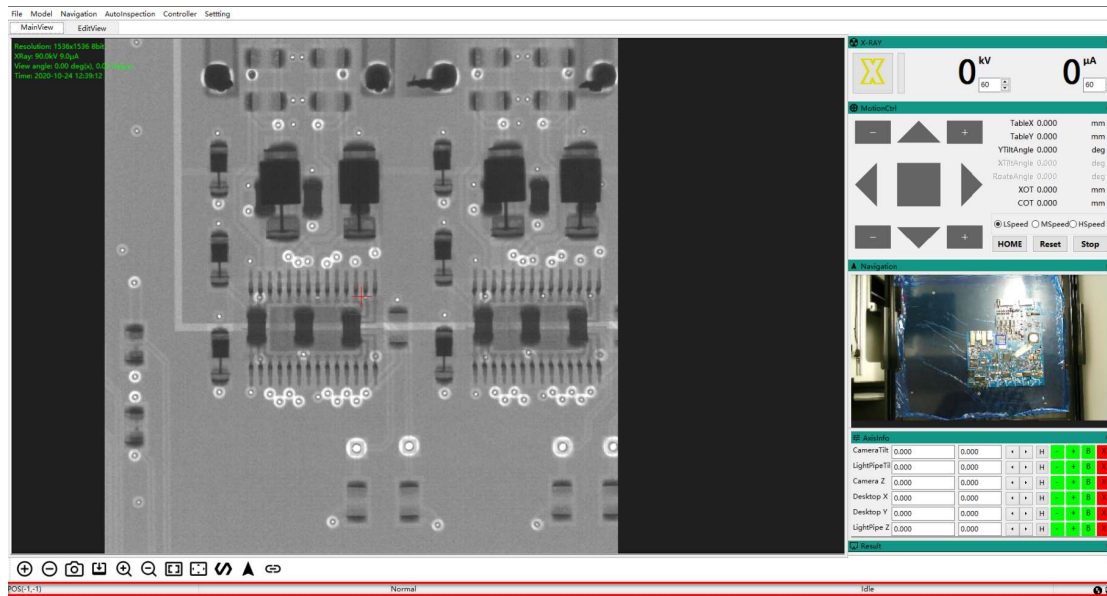 File Model Navigation AutoInspection Controller Settting
MainView EditView
Resolution: 1536x1536 8bit
XRay: 90.0kV 9.0μA
View angle: 0.00 deg(x), 0.0
Time: 2020-10-24 12:39:12
X-RAY
0 kV 60 0 μA 60
MotionCtrl
TableX 0.000 mm
TableY 0.000 mm
YTiltAngle 0.000 deg
XTiltAngle 0.000 deg
RoateAngle 0.000 deg
XOT 0.000 mm
COT 0.000 mm
LSpeed MSpeed HSpeed
HOME Reset Stop
Navigation
AxisInfo
CameraTilt 0.000 0.000 H - + B X
LightPipeTil 0.000 0.000 H - + B X
Camera Z 0.000 0.000 H - + B X
Desktop X 0.000 0.000 H - + B X
Desktop Y 0.000 0.000 H - + B X
LightPipe Z 0.000 0.000 H - + B X
Result
POS(-1,-1) Normal Idle